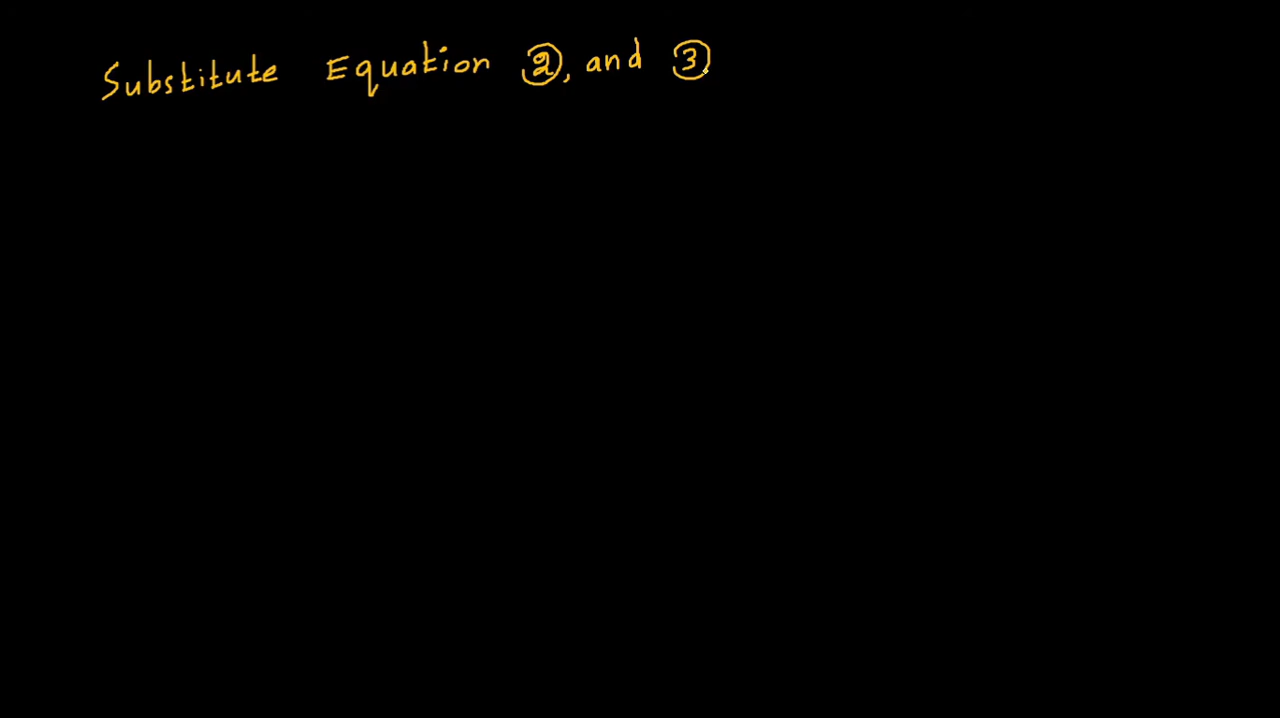 Substitute Equation ②, and ③